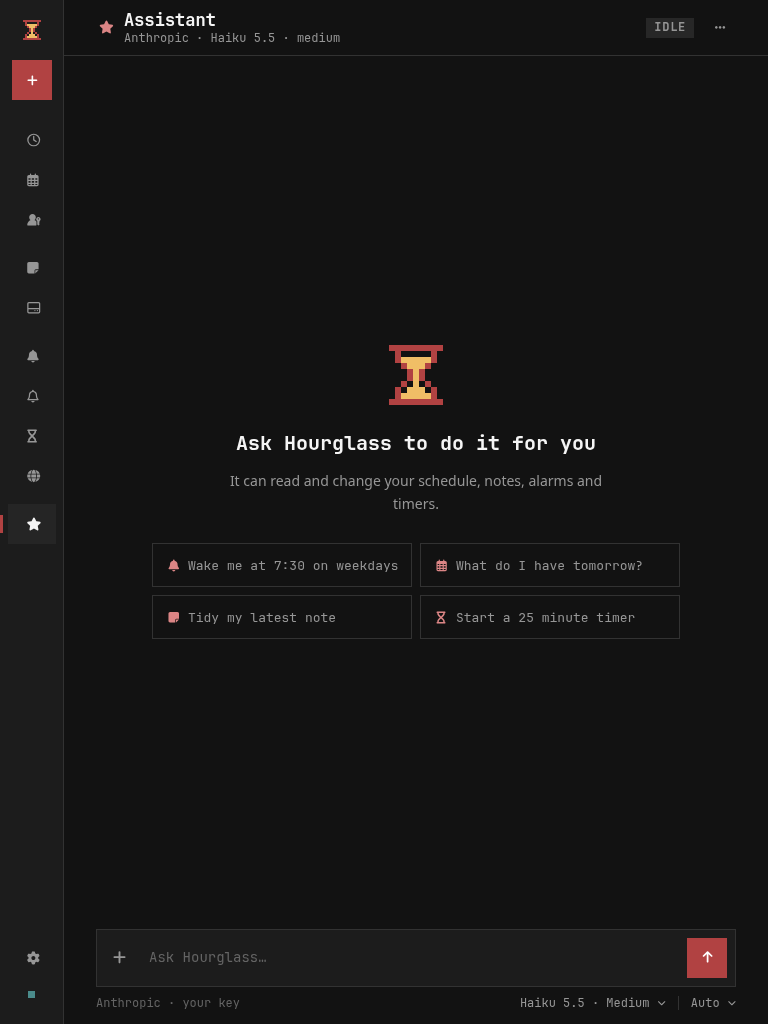 Assistant
Anthropic · Haiku 5.5 · medium
IDLE
Ask Hourglass to do it for you
It can read and change your schedule, notes, alarms and
timers.
Wake me at 7:30 on weekdays
What do I have tomorrow?
Tidy my latest note
Start a 25 minute timer
Ask Hourglass…
Anthropic · your key
Haiku 5.5 · Medium
Auto